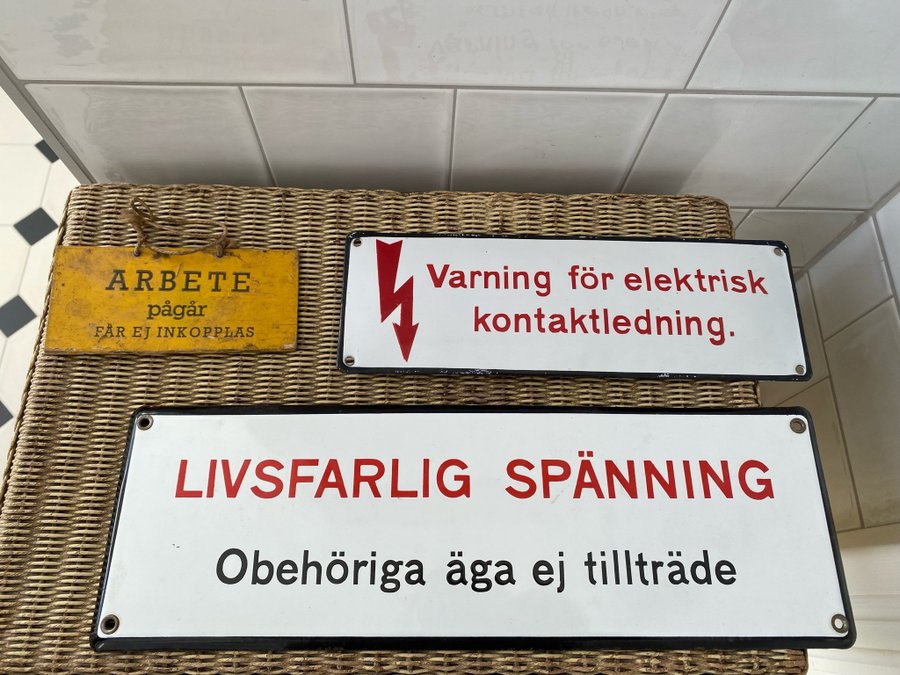 ARBETE
pågår
FÅR EJ INKOPPLAS
Varning för elektrisk
kontaktledning.
LIVSFARLIG SPÄNNING
Obehöriga äga ej tillträde